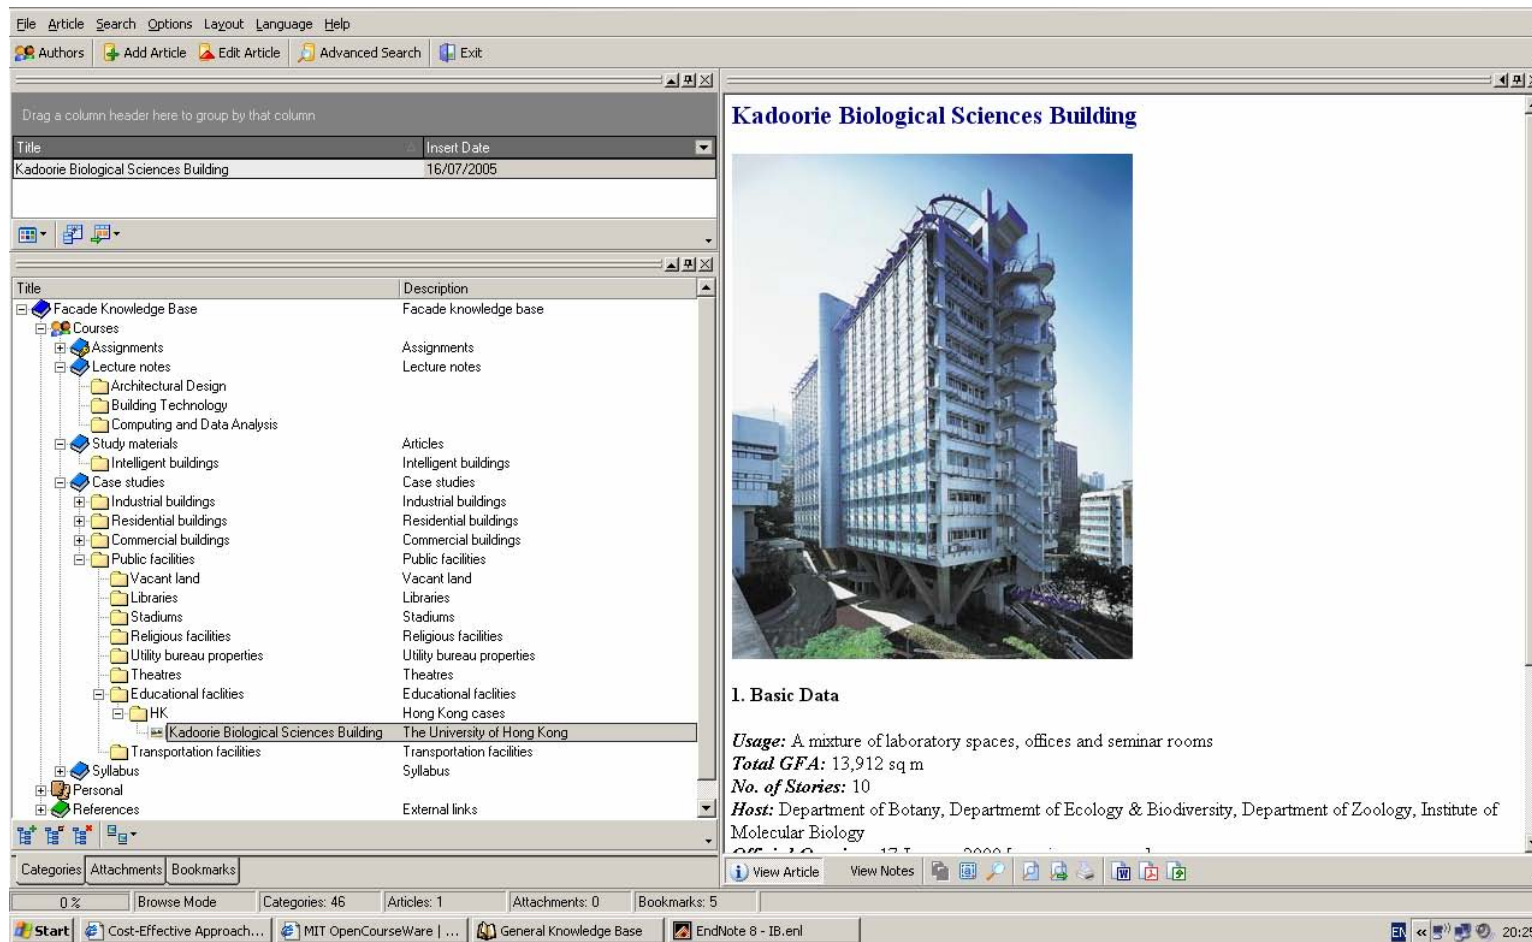 File Article Search Options Layout Language Help
Authors Add Article Edit Article Advanced Search Exit
Drag a column header here to group by that column
Title Insert Date
Kadoorie Biological Sciences Building 16/07/2005
Title Description
Facade Knowledge Base Facade knowledge base
Courses
Assignments Assignments
Lecture notes Lecture notes
Architectural Design
Building Technology
Computing and Data Analysis
Study materials Articles
Intelligent buildings Intelligent buildings
Case studies Case studies
Industrial buildings Industrial buildings
Residential buildings Residential buildings
Commercial buildings Commercial buildings
Public facilities Public facilities
Vacant land Vacant land
Libraries Libraries
Stadiums Stadiums
Religious facilities Religious facilities
Utility bureau properties Utility bureau properties
Theatres Theatres
Educational faclities Educational faclities
HK Hong Kong cases
Kadoorie Biological Sciences Building The University of Hong Kong
Transportation facilities Transportation facilities
Syllabus Syllabus
Personal
References External links
Categories Attachments Bookmarks
Kadoorie Biological Sciences Building
1. Basic Data
Usage: A mixture of laboratory spaces, offices and seminar rooms
Total GFA: 13,912 sq m
No. of Stories: 10
Host: Department of Botany, Departmemt of Ecology & Biodiversity, Department of Zoology, Institute of
Molecular Biology
View Article View Notes
0 % Browse Mode Categories: 46 Articles: 1 Attachments: 0 Bookmarks: 5
Start Cost-Effective Approach... MIT OpenCourseWare | ... General Knowledge Base EndNote 8 - IB.enl EN « 20:25